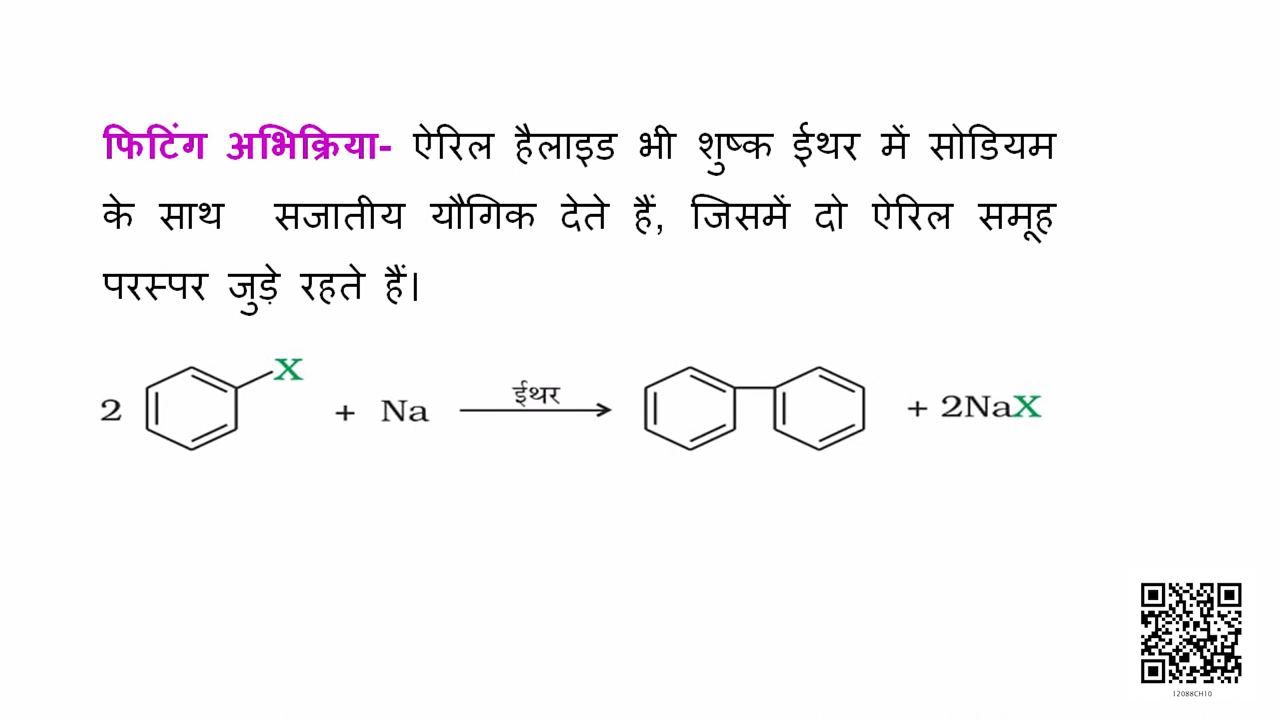 फिटिंग अभिक्रिया- ऐरिल हैलाइड भी शुष्क ईथर में सोडियम
के साथ सजातीय यौगिक देते हैं, जिसमें दो ऐरिल समूह
परस्पर जुड़े रहते हैं।
X
2 + Na ईथर + 2NaX
12088CH10